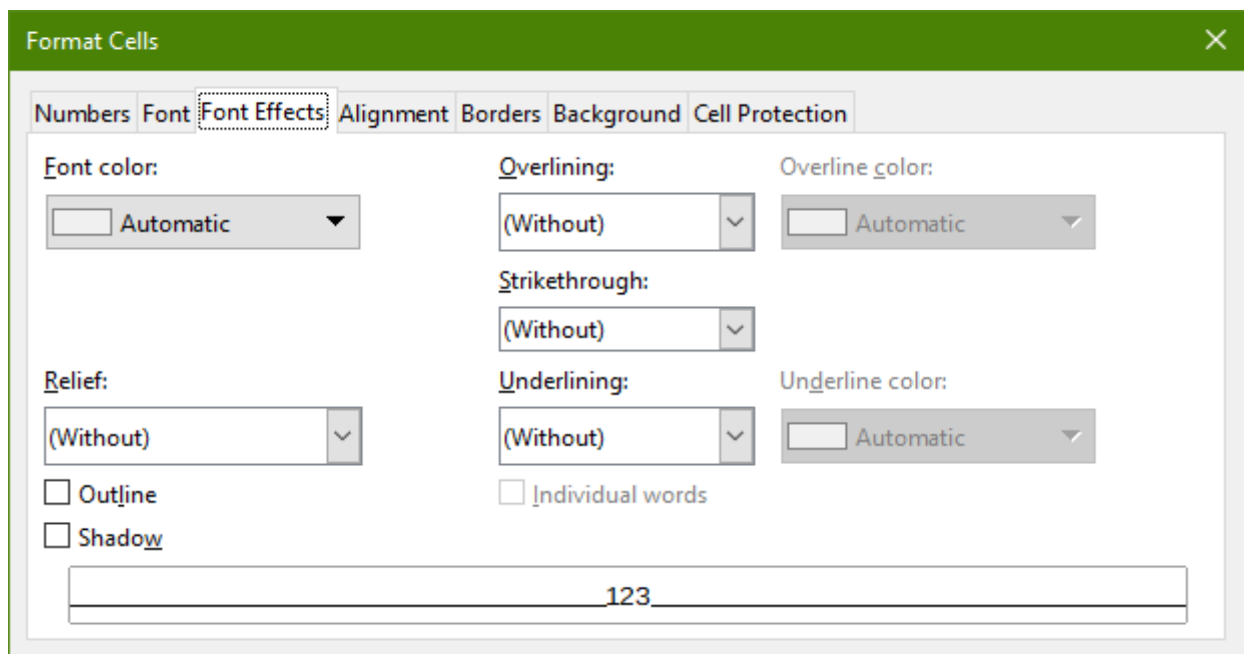 Format Cells
Numbers Font Font Effects Alignment Borders Background Cell Protection
Font color: Overlining: Overline color:
Automatic (Without) Automatic
Strikethrough:
(Without)
Relief: Underlining: Underline color:
(Without) (Without) Automatic
Outline Individual words
Shadow
123